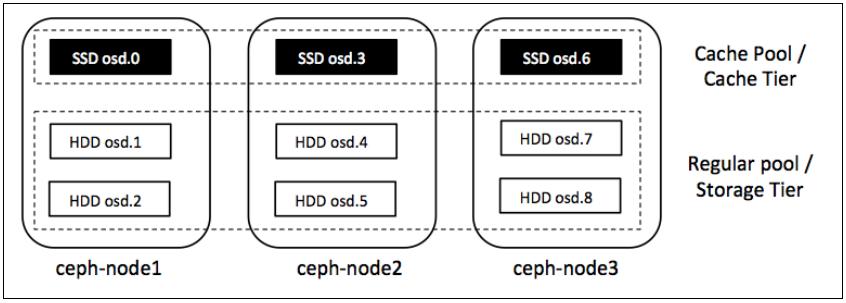 SSD osd.0
SSD osd.3
SSD osd.6
Cache Pool /
Cache Tier
HDD osd.1
HDD osd.4
HDD osd.7
HDD osd.2
HDD osd.5
HDD osd.8
Regular pool /
Storage Tier
ceph-node1
ceph-node2
ceph-node3